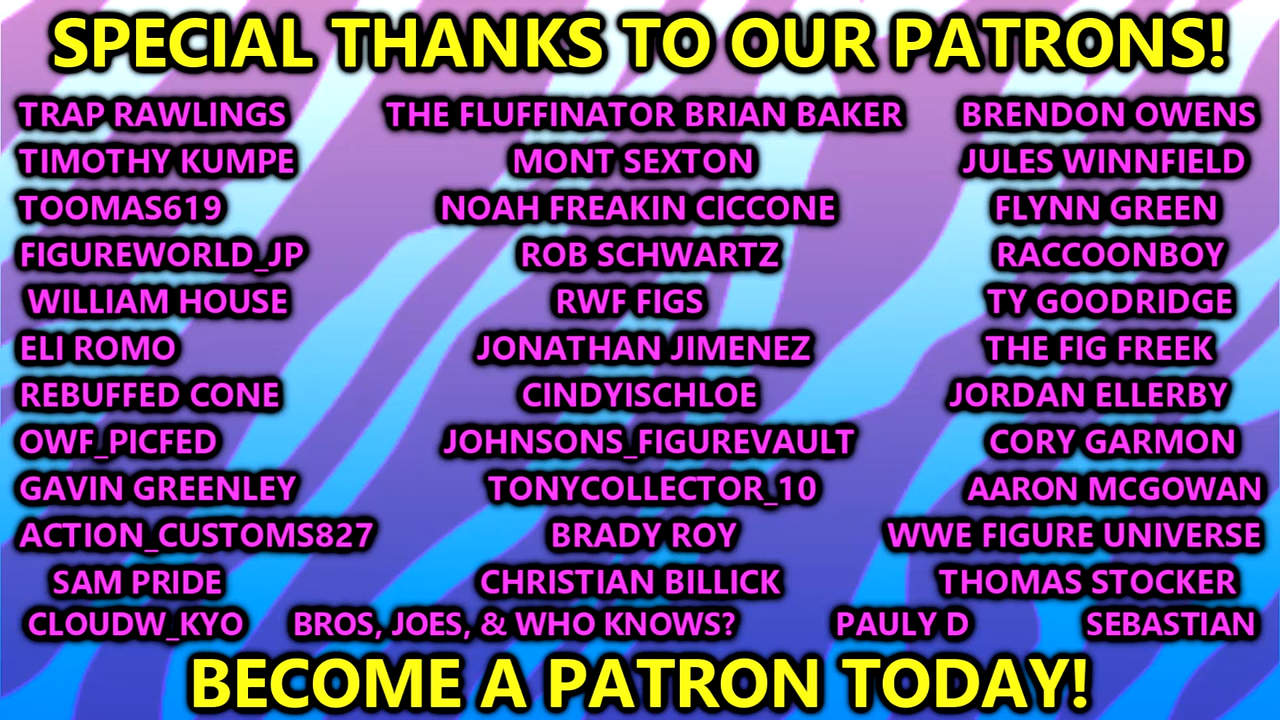 SPECIAL THANKS TO OUR PATRONS!
TRAP RAWLINGS THE FLUFFINATOR BRIAN BAKER BRENDON OWENS
TIMOTHY KUMPE MONT SEXTON JULES WINNFIELD
TOOMAS619 NOAH FREAKIN CICCONE FLYNN GREEN
FIGUREWORLD_JP ROB SCHWARTZ RACCOONBOY
WILLIAM HOUSE RWF FIGS TY GOODRIDGE
ELI ROMO JONATHAN JIMENEZ THE FIG FREEK
REBUFFED CONE CINDYISCHLOE JORDAN ELLERBY
OWF_PICFED JOHNSONS_FIGUREVAULT CORY GARMON
GAVIN GREENLEY TONYCOLLECTOR_10 AARON MCGOWAN
ACTION_CUSTOMS827 BRADY ROY WWE FIGURE UNIVERSE
SAM PRIDE CHRISTIAN BILLICK THOMAS STOCKER
CLOUDW_KYO BROS, JOES, & WHO KNOWS? PAULY D SEBASTIAN
BECOME A PATRON TODAY!